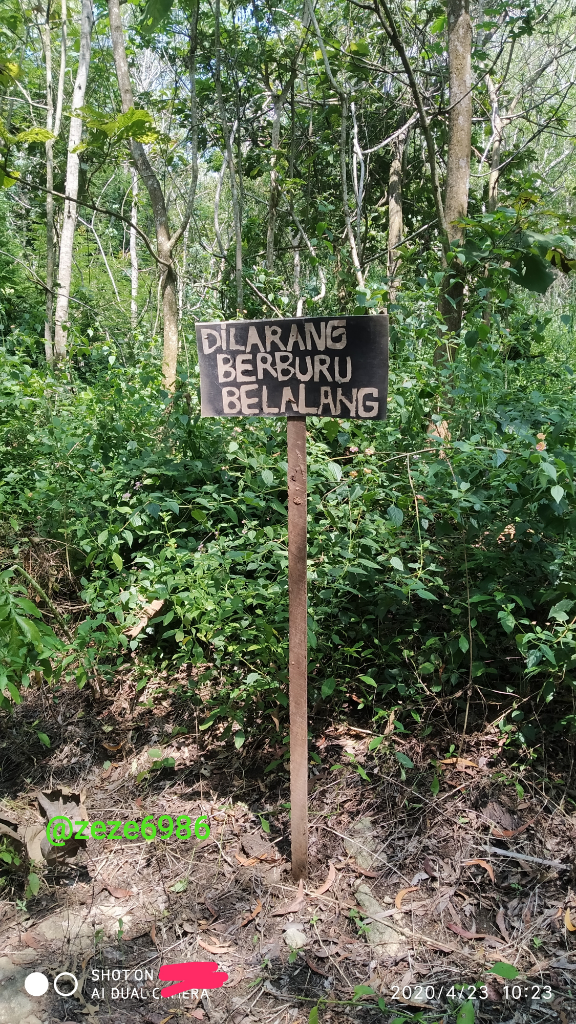 DILARANG
BERBURU
BELALANG
@zeze6986
SHOT ON
AI DUAL CAMERA
2020/4/23 10:23